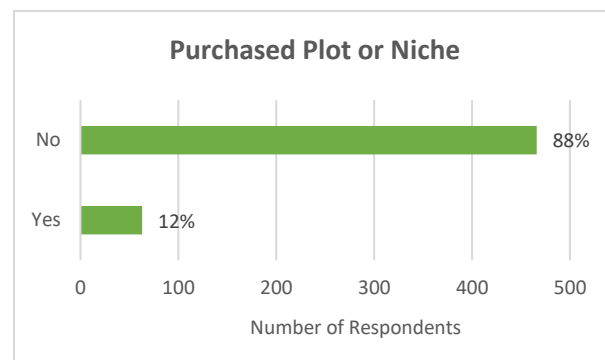 Purchased Plot or Niche
No
88%
Yes
12%
0 100 200 300 400 500
Number of Respondents